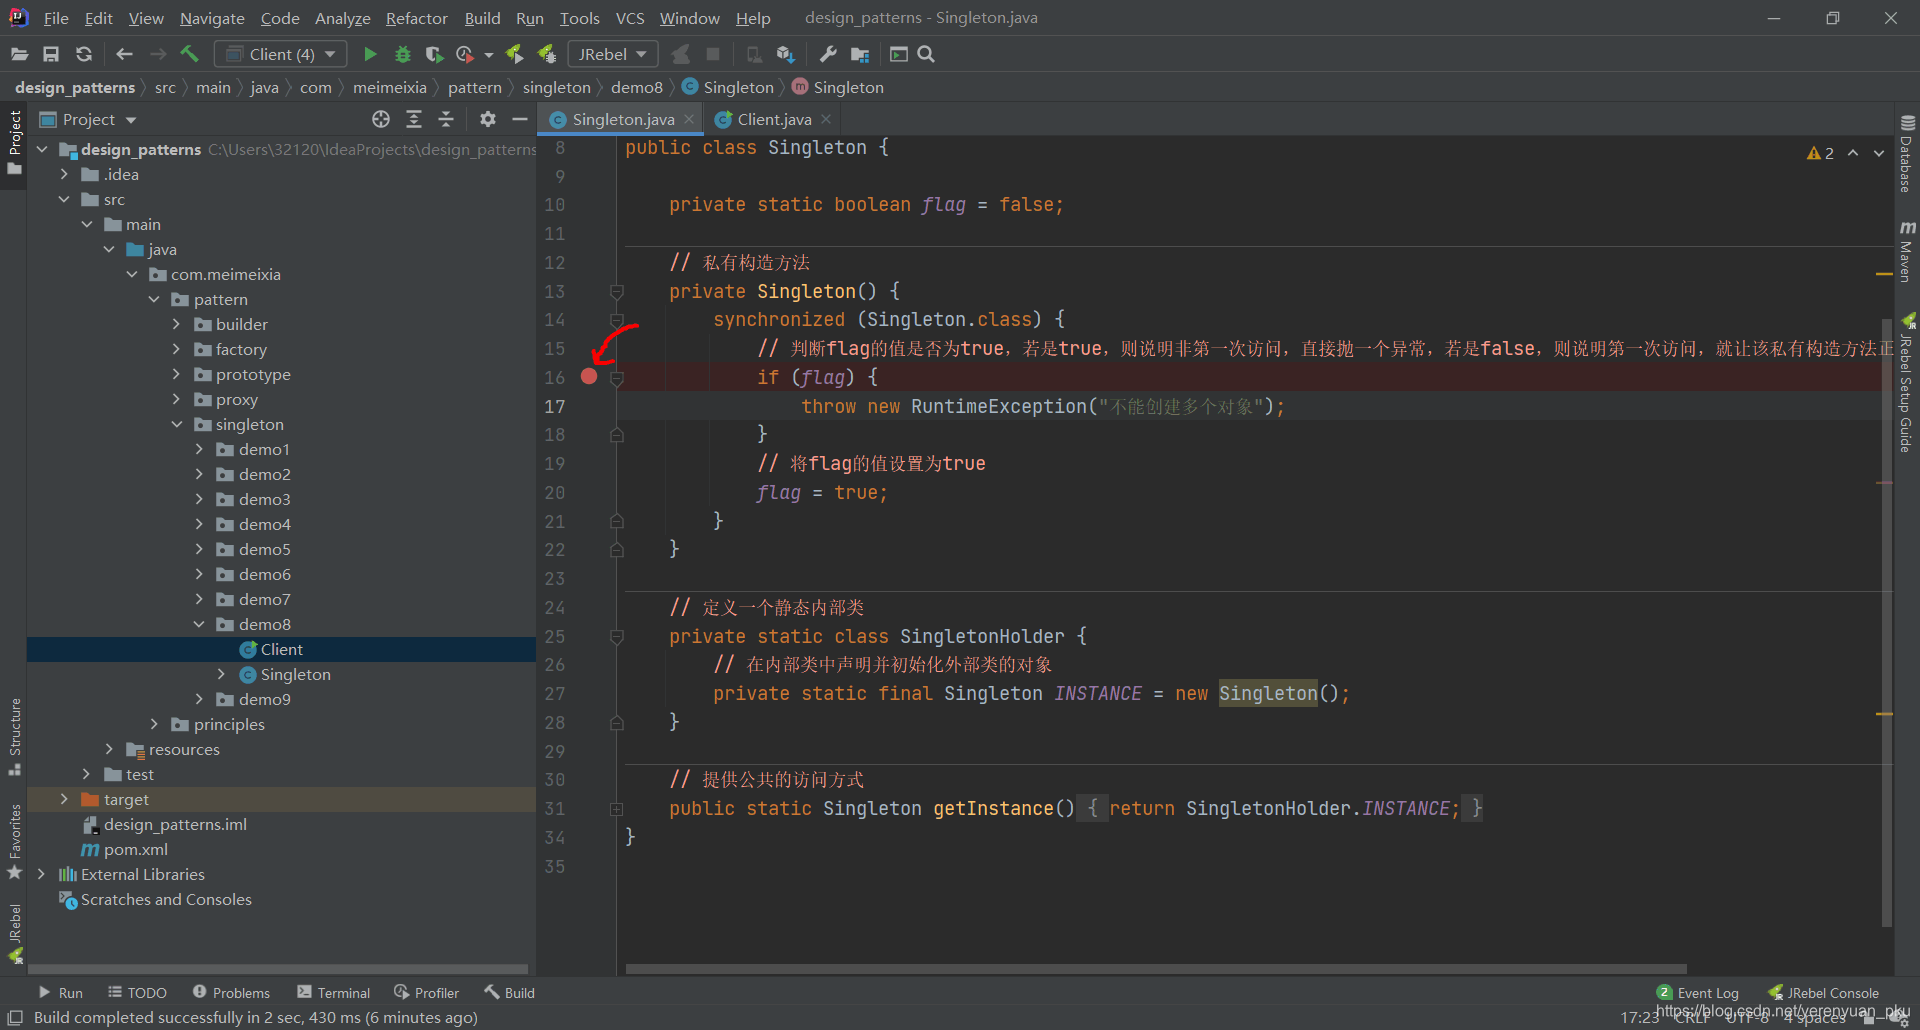 File Edit View Navigate Code Analyze Refactor Build Run Tools VCS Window Help design_patterns - Singleton.java
Client (4) JRebel
design_patterns src main java com meimeixia pattern singleton demo8 Singleton Singleton
Project
Project
Singleton.java
Client.java
design_patterns C:\Users\32120\IdeaProjects\design_patterns
.idea
src
main
java
com.meimeixia
pattern
builder
factory
prototype
proxy
singleton
demo1
demo2
demo3
demo4
demo5
demo6
demo7
demo8
Client
Singleton
demo9
principles
resources
test
target
design_patterns.iml
pom.xml
External Libraries
Scratches and Consoles
Structure
Favorites
JRebel
8 public class Singleton {
9
10 private static boolean flag = false;
11
12 // 私有构造方法
13 private Singleton() {
14 synchronized (Singleton.class) {
15 // 判断flag的值是否为true，若是true，则说明非第一次访问，直接抛一个异常，若是false，则说明第一次访问，就让该私有构造方法正
16 if (flag) {
17 throw new RuntimeException("不能创建多个对象");
18 }
19 // 将flag的值设置为true
20 flag = true;
21 }
22 }
23
24 // 定义一个静态内部类
25 private static class SingletonHolder {
26 // 在内部类中声明并初始化外部类的对象
27 private static final Singleton INSTANCE = new Singleton();
28 }
29
30 // 提供公共的访问方式
31 public static Singleton getInstance() { return SingletonHolder.INSTANCE; }
34 }
35
2
Database
Maven
JRebel Setup Guide
Run TODO Problems Terminal Profiler Build
2 Event Log JRebel Console
Build completed successfully in 2 sec, 430 ms (6 minutes ago)
17:23 CRLF UTF-8 4 spaces
https://blog.csdn.net/yerenyuan_pku